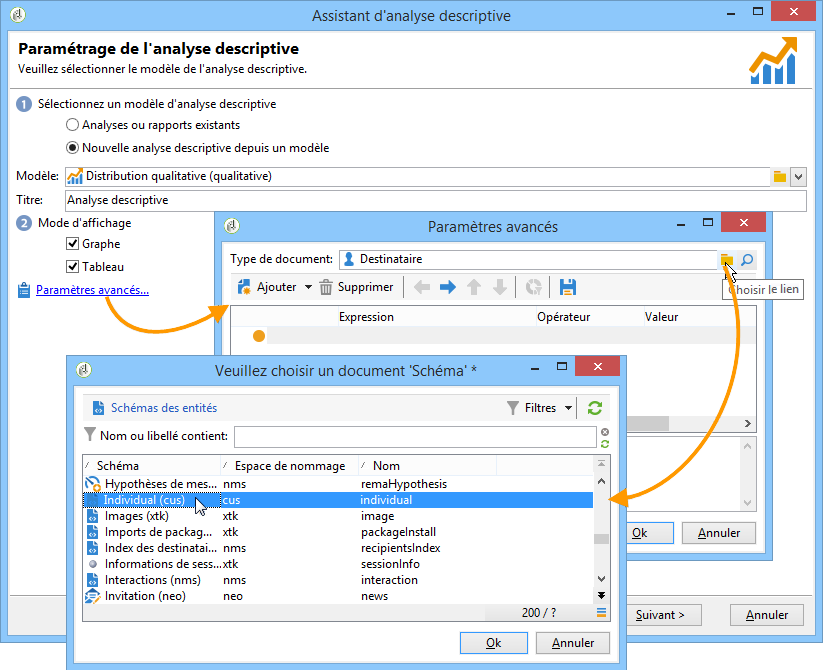 Assistant d'analyse descriptive
Paramétrage de l'analyse descriptive
Veuillez sélectionner le modèle de l'analyse descriptive.
1 Sélectionnez un modèle d'analyse descriptive
Analyses ou rapports existants
Nouvelle analyse descriptive depuis un modèle
Modèle: Distribution qualitative (qualitative)
Titre: Analyse descriptive
2 Mode d'affichage
Graphe
Tableau
Paramètres avancés...
Paramètres avancés
Type de document: Destinataire
Choisir le lien
Ajouter Supprimer
Expression Opérateur Valeur
Ok Annuler
Veuillez choisir un document 'Schéma' *
Schémas des entités Filtres
Nom ou libellé contient:
Schéma Espace de nommage Nom
Hypothèses de mes... nms remaHypothesis
Individual (cus) cus individual
Images (xtk) xtk image
Imports de packag... xtk packageInstall
Index des destinatai... nms recipientsIndex
Informations de sess... xtk sessionInfo
Interactions (nms) nms interaction
Invitation (neo) neo news
200 / ?
Ok Annuler
Suivant > Annuler